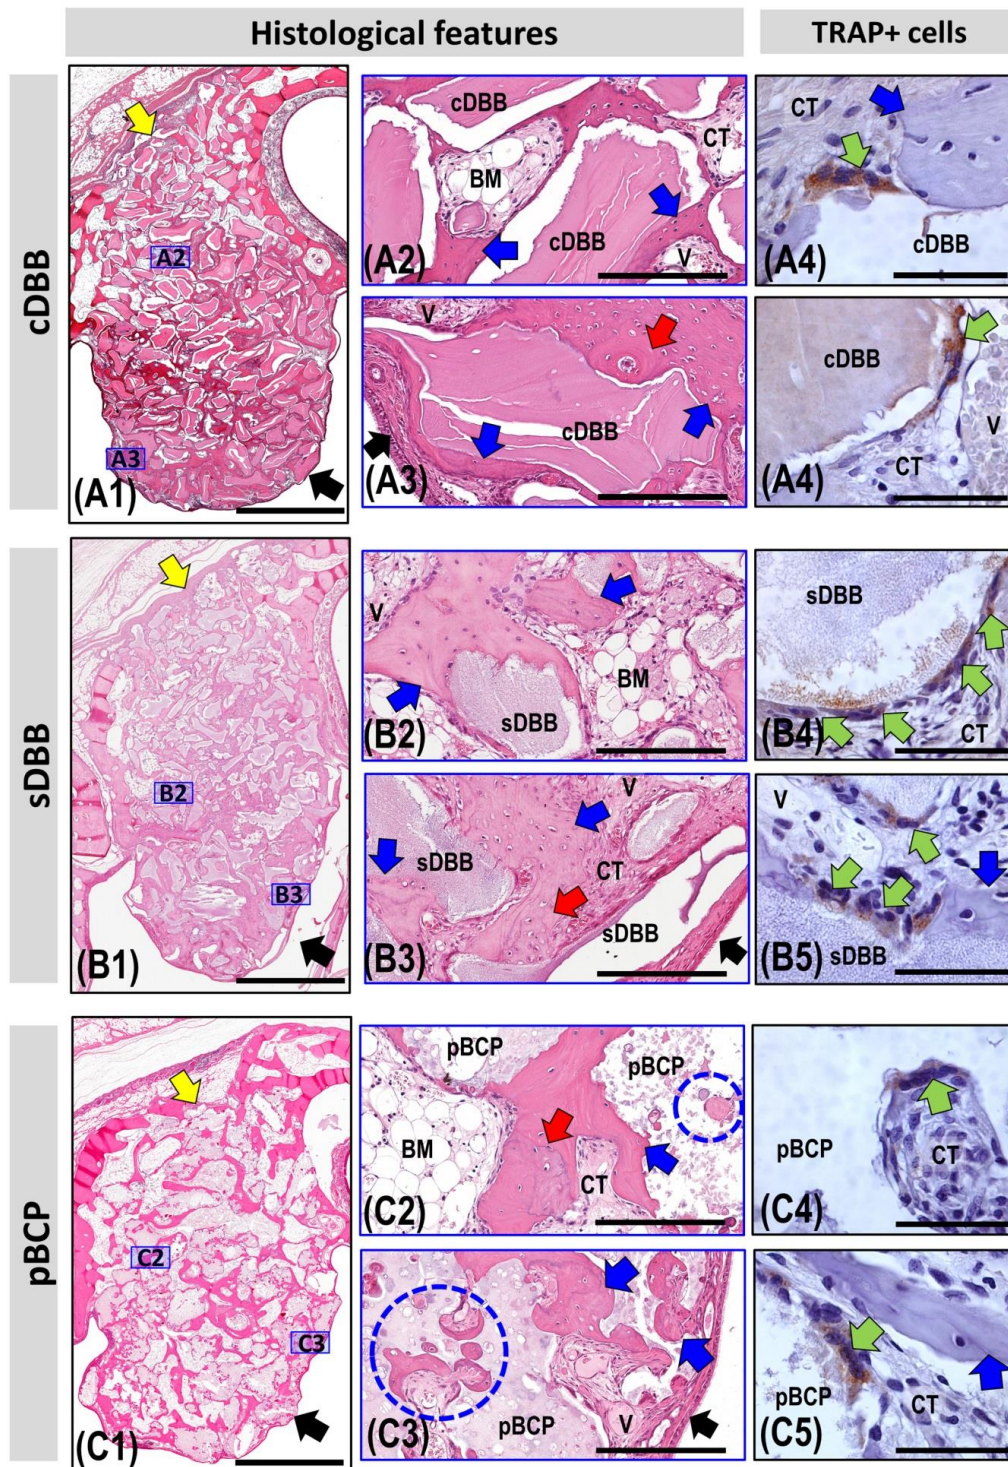 Histological features
TRAP+ cells
cDBB
A2
A3
(A1)
cDBB
CT
BM
cDBB
V
(A2)
CT
cDBB
(A4)
V
cDBB
(A3)
cDBB
V
CT
(A4)
sDBB
B2
B3
(B1)
V
BM
sDBB
(B2)
sDBB
CT
(B4)
V
sDBB
CT
sDBB
(B3)
V
sDBB
(B5)
pBCP
C2
C3
(C1)
pBCP
pBCP
BM
CT
(C2)
pBCP
CT
(C4)
pBCP
V
(C3)
pBCP
CT
(C5)